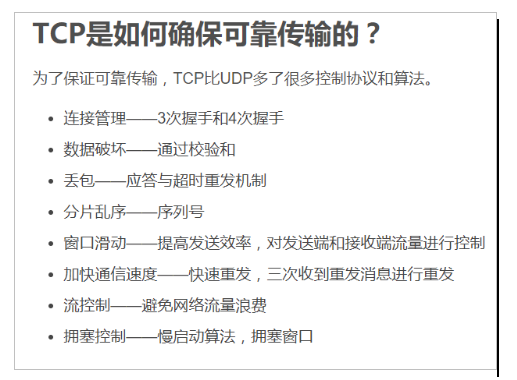 TCP是如何确保可靠传输的？
为了保证可靠传输，TCP比UDP多了很多控制协议和算法。
• 连接管理——3次握手和4次握手
• 数据破坏——通过校验和
• 丢包——应答与超时重发机制
• 分片乱序——序列号
• 窗口滑动——提高发送效率，对发送端和接收端流量进行控制
• 加快通信速度——快速重发，三次收到重发消息进行重发
• 流控制——避免网络流量浪费
• 拥塞控制——慢启动算法，拥塞窗口